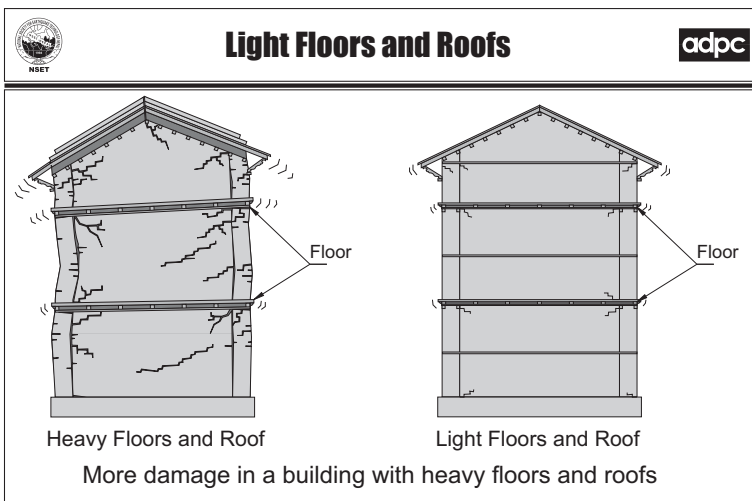 Light Floors and Roofs
NSET
adpc
Floor
Floor
Heavy Floors and Roof
Light Floors and Roof
More damage in a building with heavy floors and roofs